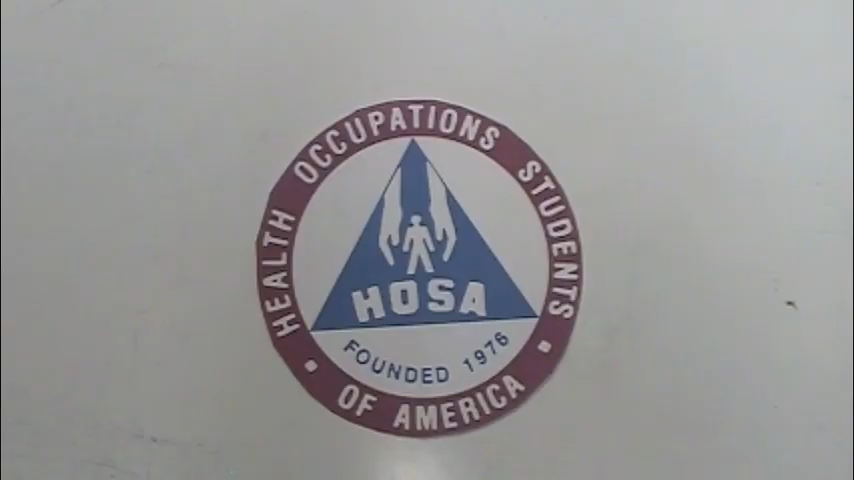 HEALTH OCCUPATIONS STUDENTS
OF AMERICA
HOSA
FOUNDED 1976